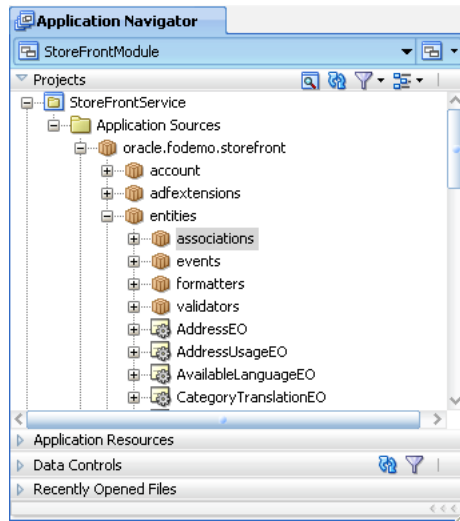 Application Navigator
StoreFrontModule
Projects
StoreFrontService
Application Sources
oracle.fodemo.storefront
account
adfextensions
entities
associations
events
formatters
validators
AddressEO
AddressUsageEO
AvailableLanguageEO
CategoryTranslationEO
Application Resources
Data Controls
Recently Opened Files